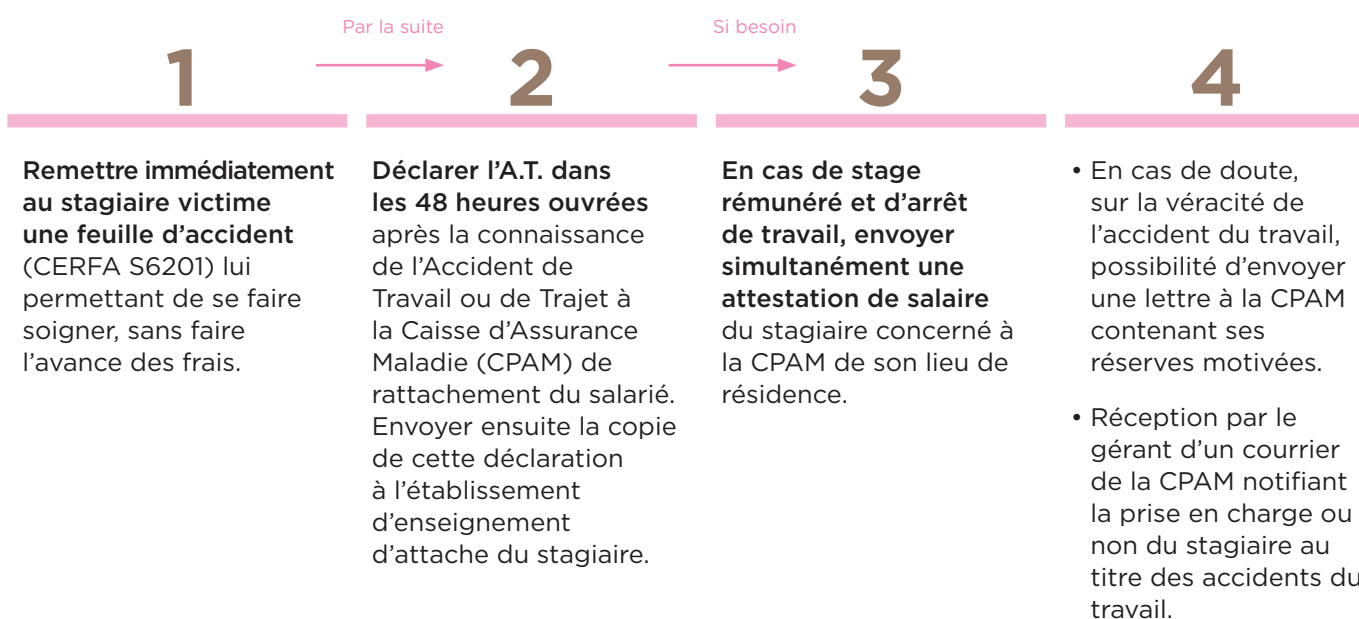 Par la suite
Si besoin
1
2
3
4
Remettre immédiatement
au stagiaire victime
une feuille d’accident
(CERFA S6201) lui
permettant de se faire
soigner, sans faire
l’avance des frais.
Déclarer l’A.T. dans
les 48 heures ouvrées
après la connaissance
de l’Accident de
Travail ou de Trajet à
la Caisse d’Assurance
Maladie (CPAM) de
rattachement du salarié.
Envoyer ensuite la copie
de cette déclaration
à l’établissement
d’enseignement
d’attache du stagiaire.
En cas de stage
rémunéré et d’arrêt
de travail, envoyer
simultanément une
attestation de salaire
du stagiaire concerné à
la CPAM de son lieu de
résidence.
• En cas de doute,
sur la véracité de
l’accident du travail,
possibilité d’envoyer
une lettre à la CPAM
contenant ses
réserves motivées.
• Réception par le
gérant d’un courrier
de la CPAM notifiant
la prise en charge ou
non du stagiaire au
titre des accidents du
travail.